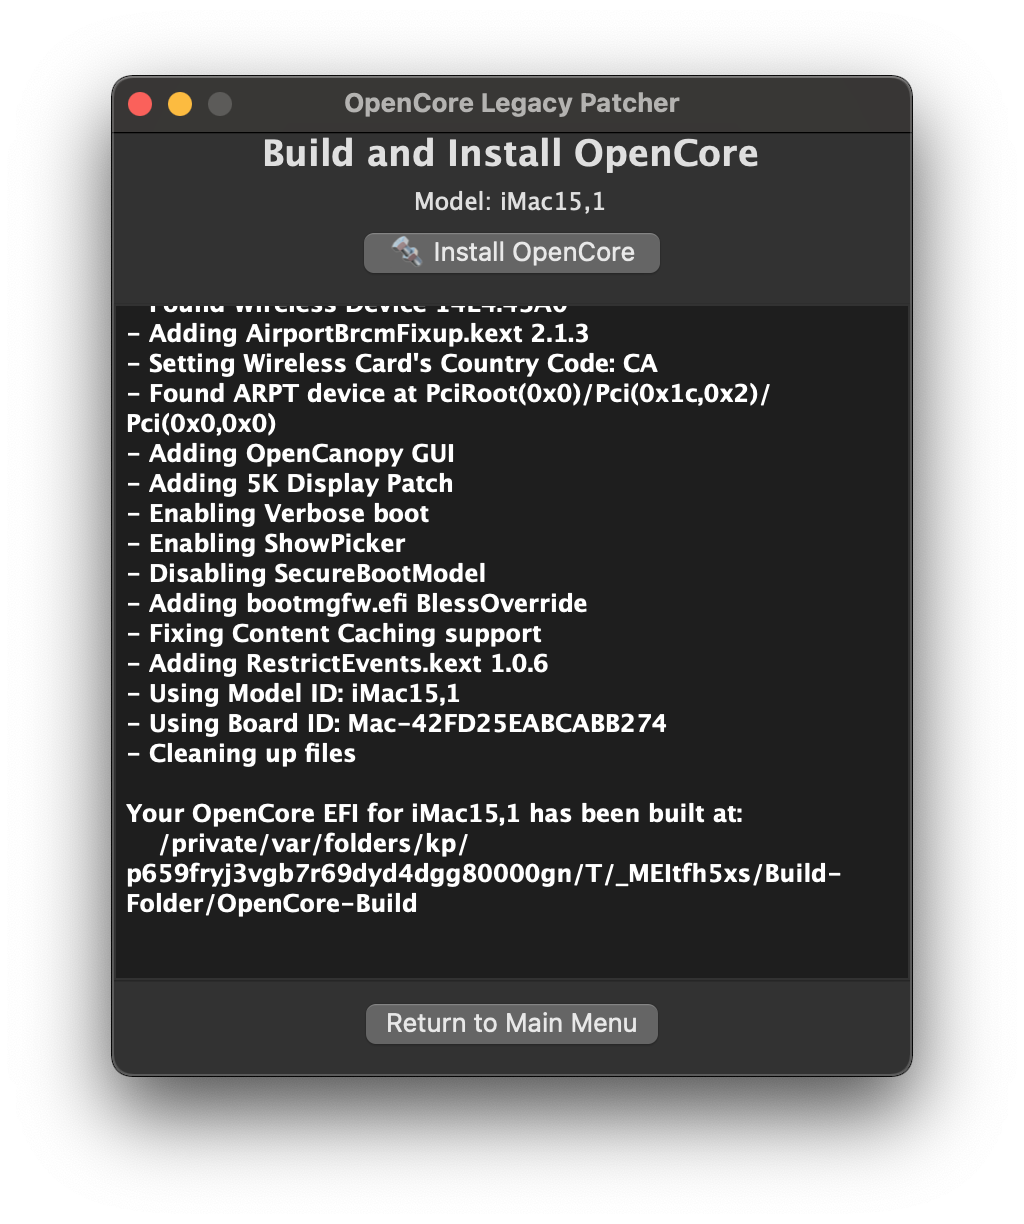 OpenCore Legacy Patcher
Build and Install OpenCore
Model: iMac15,1
Install OpenCore
- Found Wireless Device 14E4:43A0
- Adding AirportBrcmFixup.kext 2.1.3
- Setting Wireless Card's Country Code: CA
- Found ARPT device at PciRoot(0x0)/Pci(0x1c,0x2)/
Pci(0x0,0x0)
- Adding OpenCanopy GUI
- Adding 5K Display Patch
- Enabling Verbose boot
- Enabling ShowPicker
- Disabling SecureBootModel
- Adding bootmgfw.efi BlessOverride
- Fixing Content Caching support
- Adding RestrictEvents.kext 1.0.6
- Using Model ID: iMac15,1
- Using Board ID: Mac-42FD25EABCABB274
- Cleaning up files
Your OpenCore EFI for iMac15,1 has been built at:
/private/var/folders/kp/
p659fryj3vgb7r69dyd4dgg80000gn/T/_MEItfh5xs/Build-
Folder/OpenCore-Build
Return to Main Menu